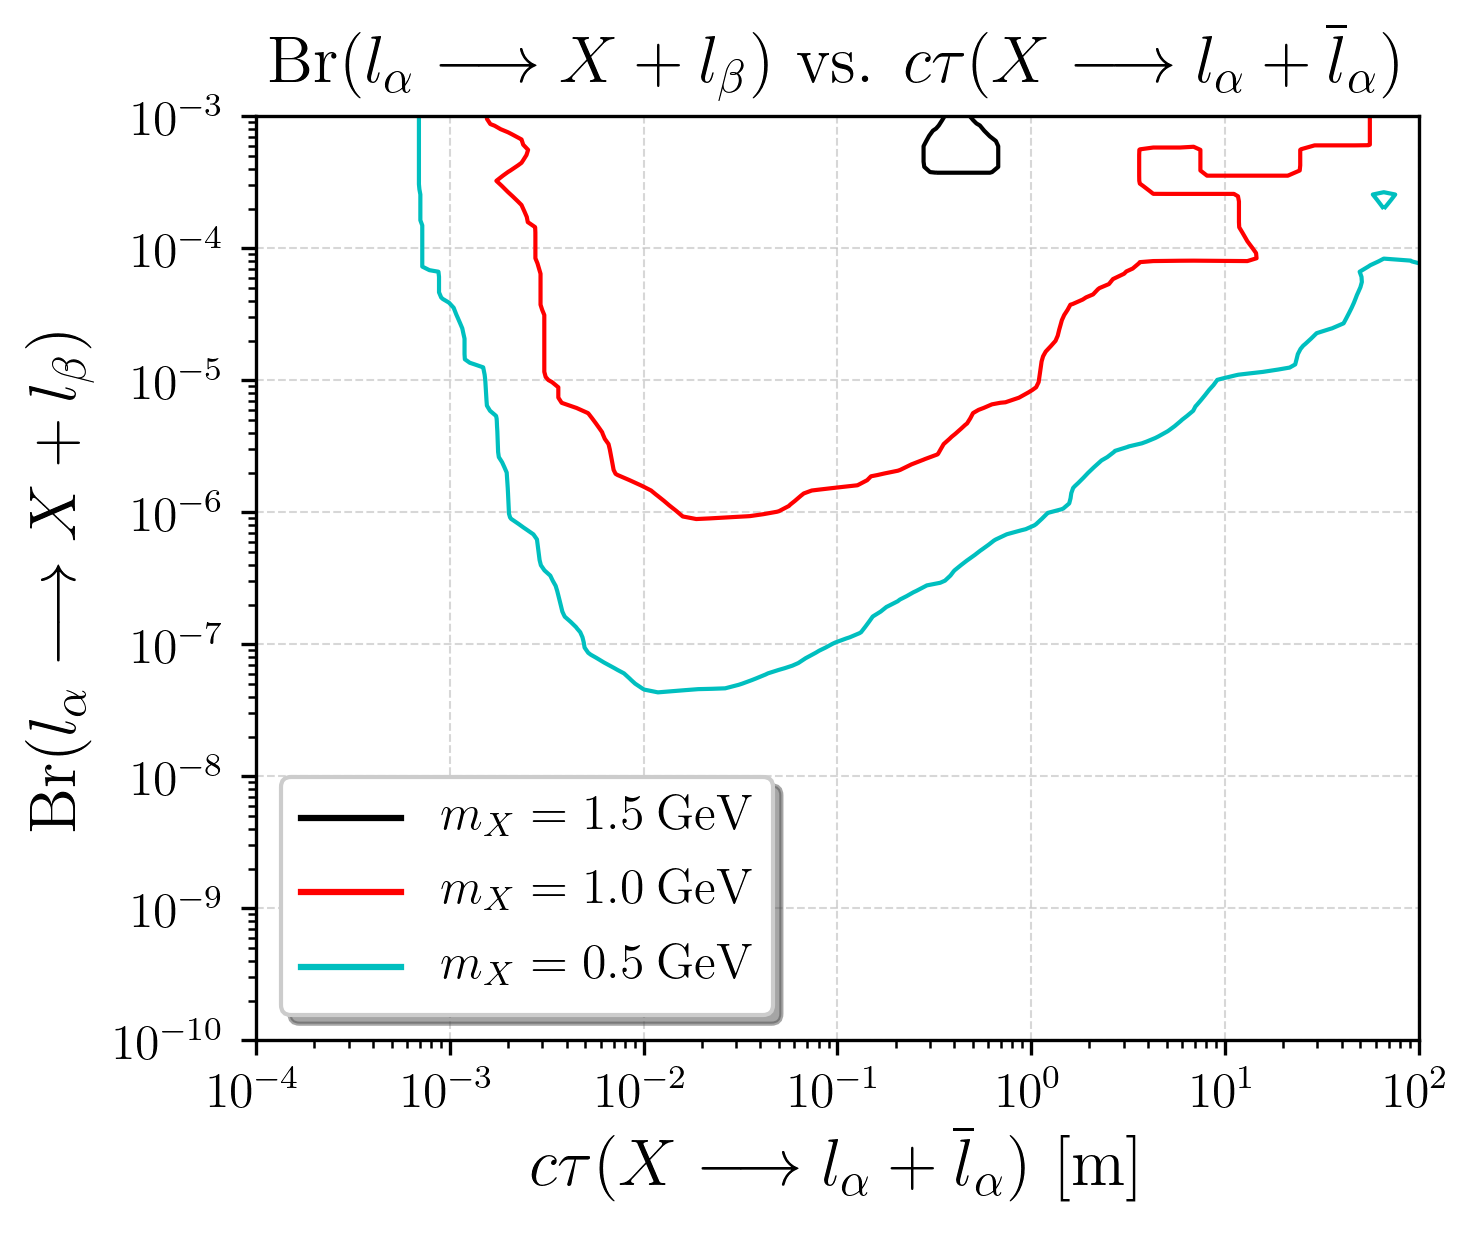 Br(l_α ⟶ X + l_β) vs. cτ(X ⟶ l_α + l̅_α)
Br(l_α ⟶ X + l_β)
10^−3
10^−4
10^−5
10^−6
10^−7
10^−8
10^−9
10^−10
m_X = 1.5 GeV
m_X = 1.0 GeV
m_X = 0.5 GeV
10^−4 10^−3 10^−2 10^−1 10^0 10^1 10^2
cτ(X ⟶ l_α + l̅_α) [m]